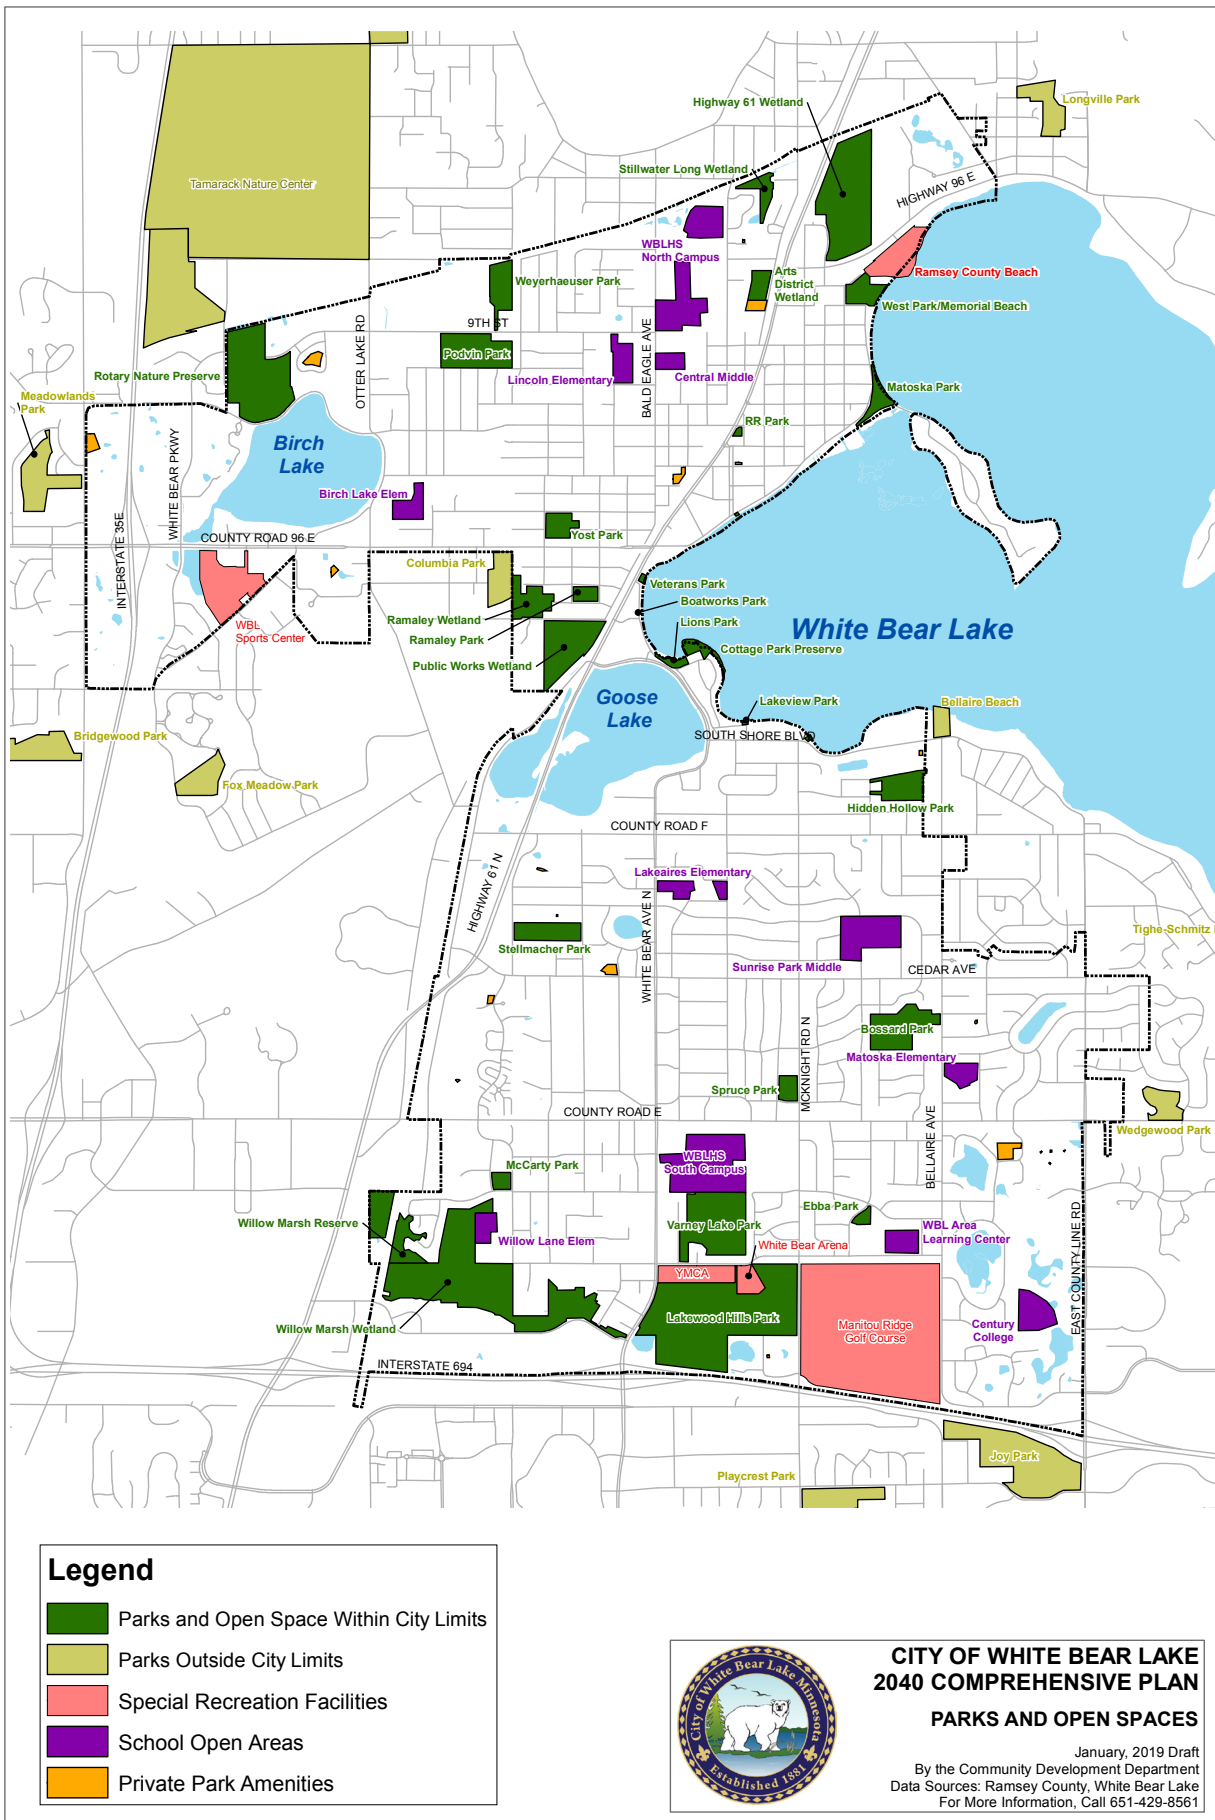 Highway 61 Wetland
Longville Park
Stillwater Long Wetland
Tamarack Nature Center
HIGHWAY 96 E
WBLHS
North Campus
Ramsey County Beach
Weyerhaeuser Park
Arts
District
Wetland
West Park/Memorial Beach
9TH ST
OTTER LAKE RD
BALD EAGLE AVE
Podvin Park
Rotary Nature Preserve
Lincoln Elementary
Central Middle
Matoska Park
Meadowlands
Park
RR Park
WHITE BEAR PKWY
Birch
Lake
Birch Lake Elem
INTERSTATE 35E
COUNTY ROAD 96 E
Yost Park
Columbia Park
Veterans Park
Boatworks Park
Ramaley Wetland
Lions Park
WBL
Sports Center
Ramaley Park
White Bear Lake
Cottage Park Preserve
Public Works Wetland
Goose
Lake
Lakeview Park
Bellaire Beach
SOUTH SHORE BLVD
Bridgewood Park
Fox Meadow Park
Hidden Hollow Park
COUNTY ROAD F
HIGHWAY 61 N
Lakeaires Elementary
WHITE BEAR AVE N
Stellmacher Park
Tighe-Schmitz
Sunrise Park Middle
CEDAR AVE
MCKNIGHT RD N
Bossard Park
Matoska Elementary
Spruce Park
COUNTY ROAD E
BELLAIRE AVE
Wedgewood Park
WBLHS
South Campus
McCarty Park
Willow Marsh Reserve
Willow Lane Elem
Varney Lake Park
Ebba Park
WBL Area
Learning Center
EAST COUNTY LINE RD
White Bear Arena
YMCA
Lakewood Hills Park
Manitou Ridge
Golf Course
Century
College
Willow Marsh Wetland
INTERSTATE 694
Joy Park
Playcrest Park
Legend
Parks and Open Space Within City Limits
Parks Outside City Limits
Special Recreation Facilities
School Open Areas
Private Park Amenities
City of White Bear Lake Minnesota
Established 1881
CITY OF WHITE BEAR LAKE
2040 COMPREHENSIVE PLAN
PARKS AND OPEN SPACES
January, 2019 Draft
By the Community Development Department
Data Sources: Ramsey County, White Bear Lake
For More Information, Call 651-429-8561